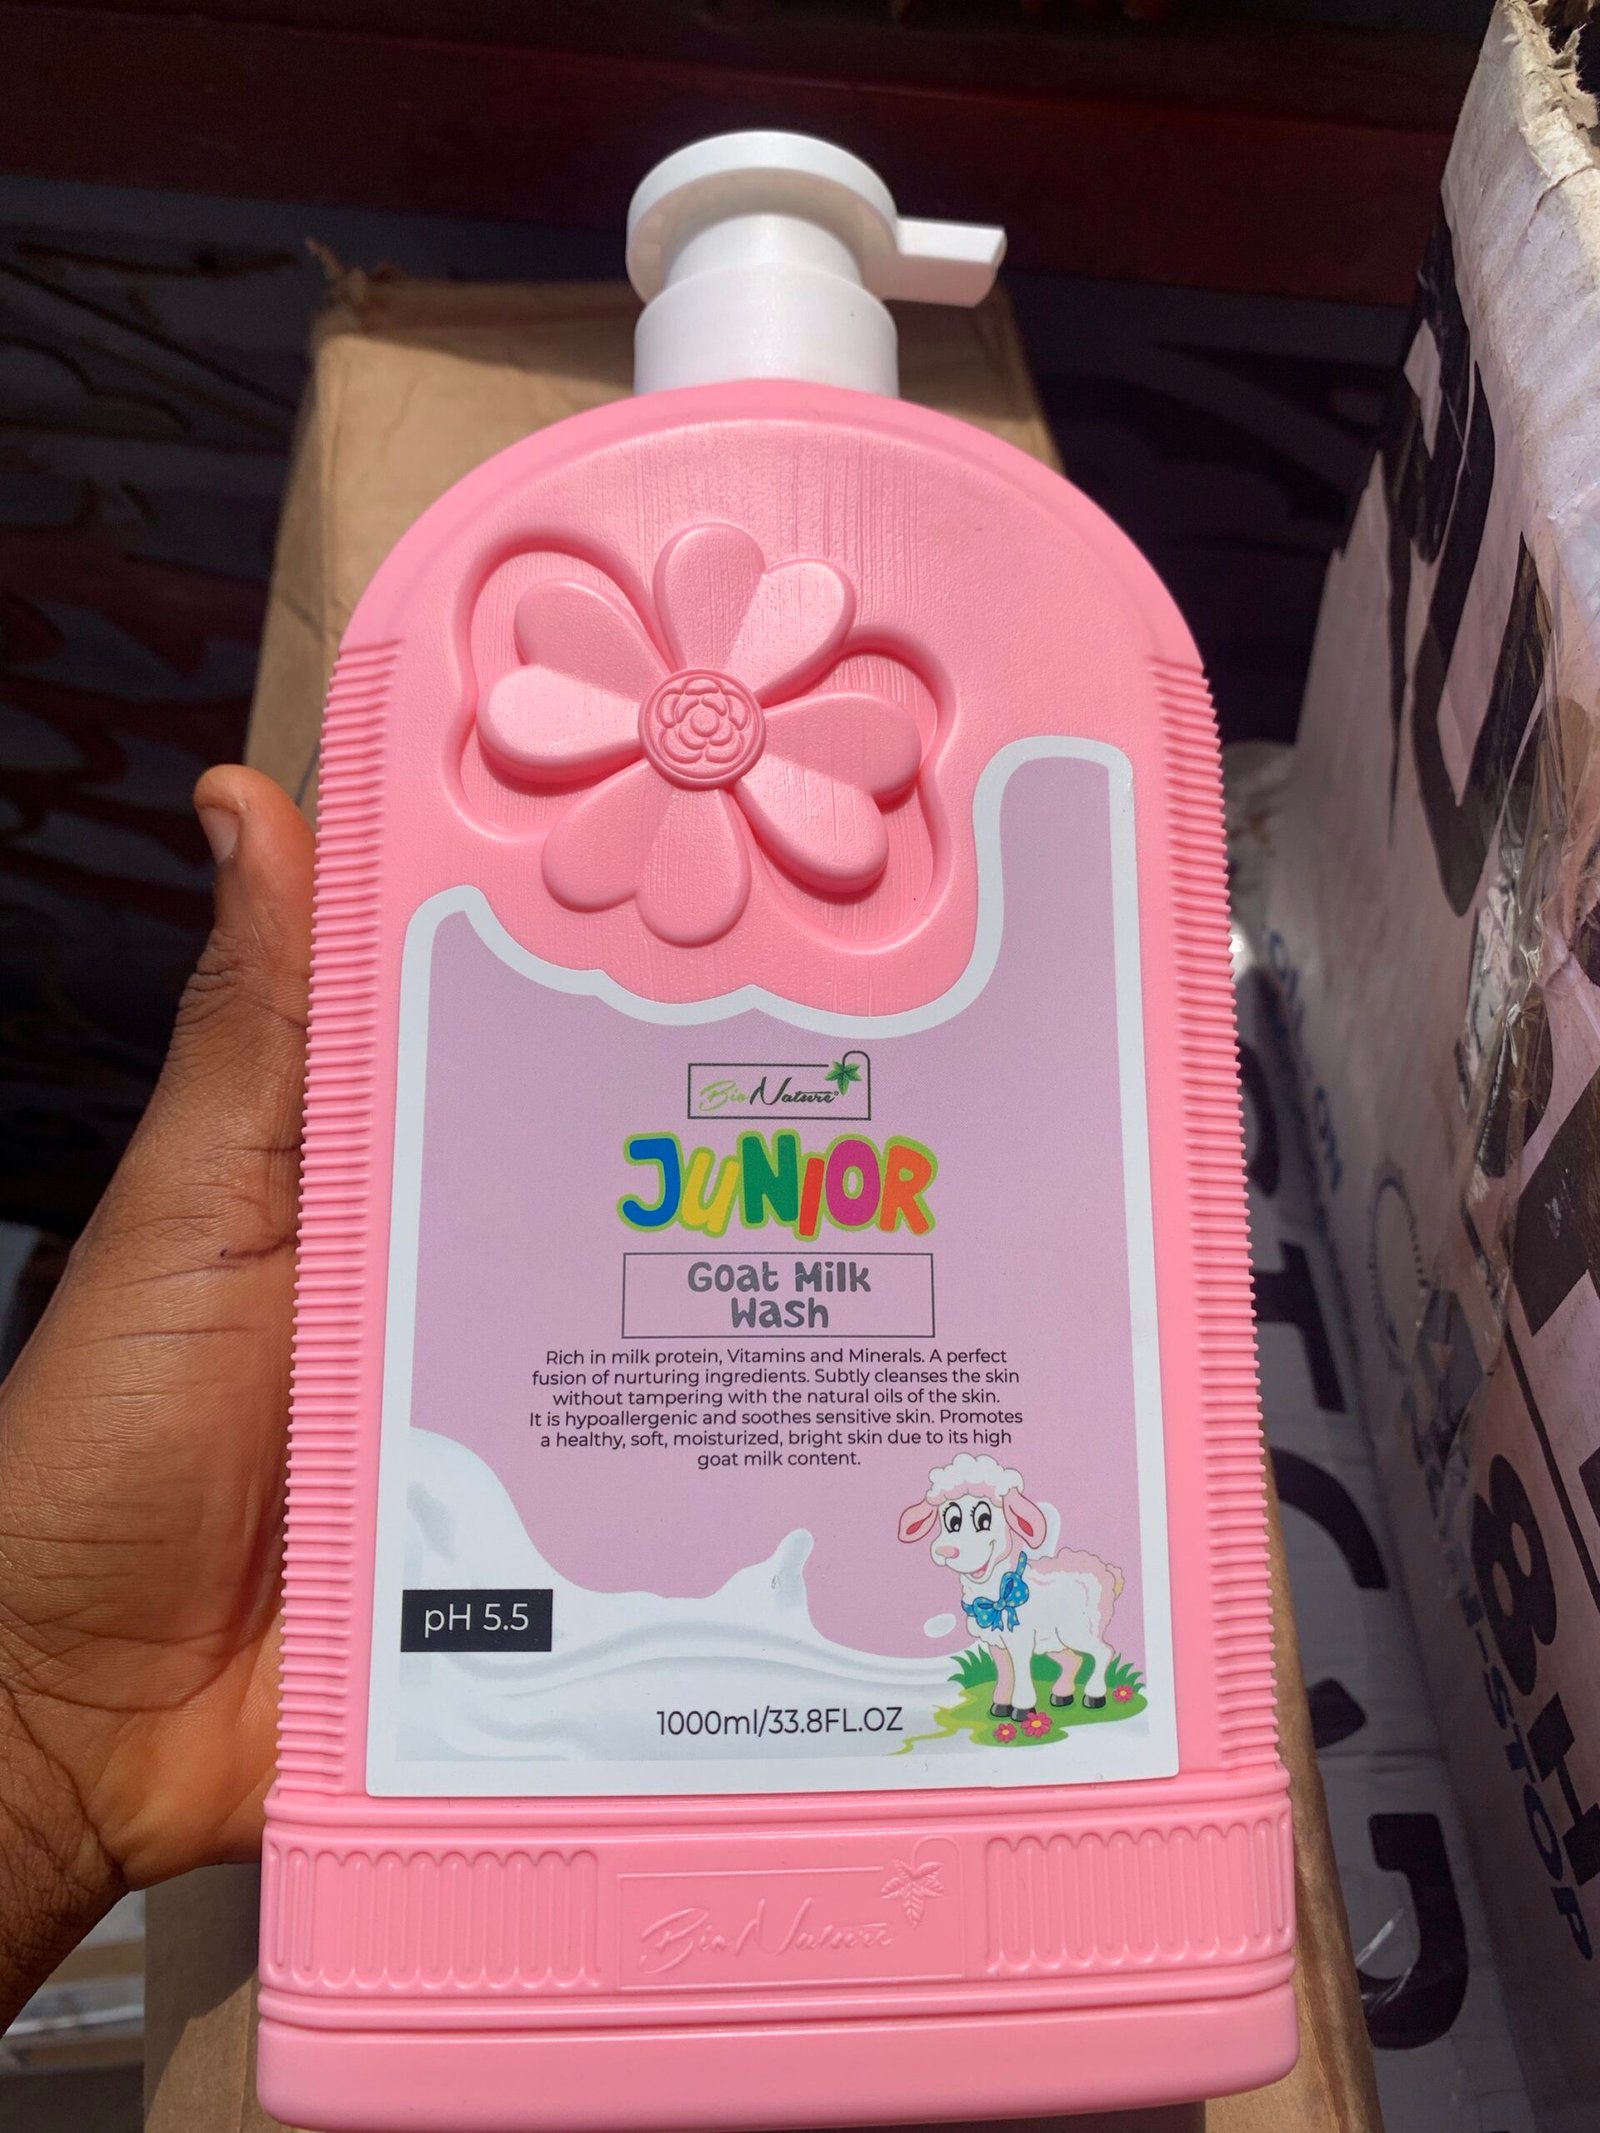 BioNature
JUNIOR
Goat Milk
Wash
Rich in milk protein, Vitamins and Minerals. A perfect
fusion of nurturing ingredients. Subtly cleanses the skin
without tampering with the natural oils of the skin.
It is hypoallergenic and soothes sensitive skin. Promotes
a healthy, soft, moisturized, bright skin due to its high
goat milk content.
pH 5.5
1000ml/33.8FL.OZ
BioNature